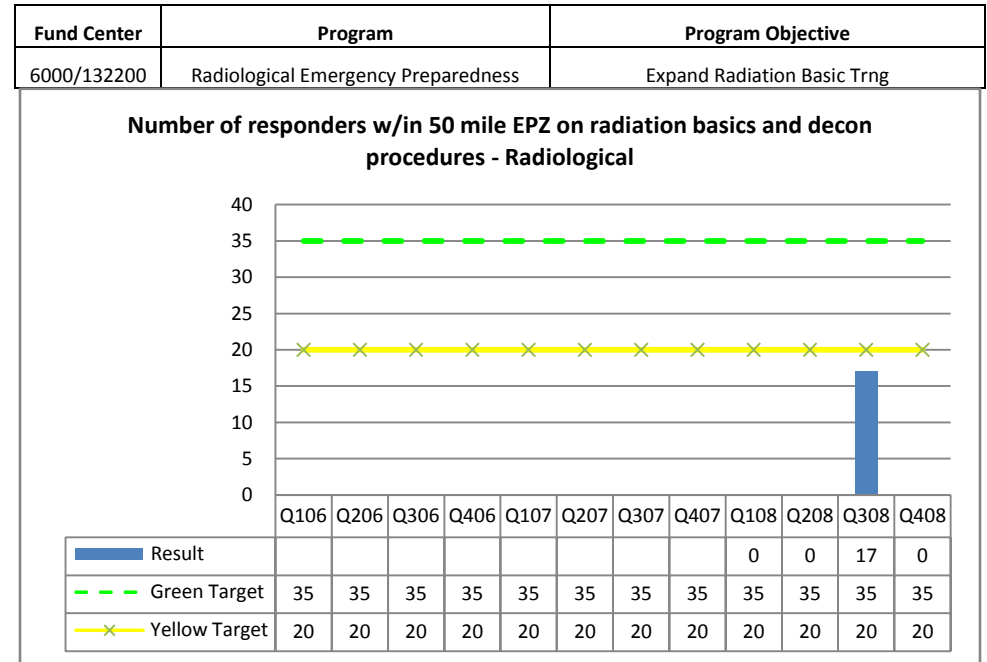 Fund Center Program Program Objective
6000/132200 Radiological Emergency Preparedness Expand Radiation Basic Trng
Number of responders w/in 50 mile EPZ on radiation basics and decon
procedures - Radiological
40
35
30
25
20
15
10
5
0
Q106 Q206 Q306 Q406 Q107 Q207 Q307 Q407 Q108 Q208 Q308 Q408
Result 0 0 17 0
Green Target 35 35 35 35 35 35 35 35 35 35 35 35
Yellow Target 20 20 20 20 20 20 20 20 20 20 20 20